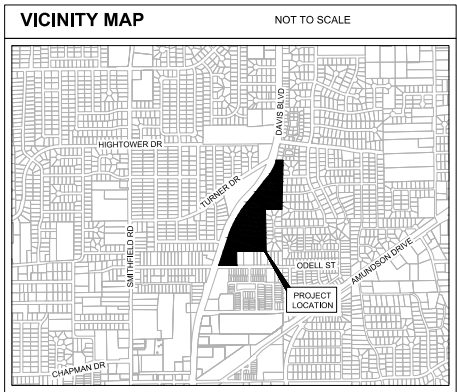 VICINITY MAP
NOT TO SCALE
DAVIS BLVD
HIGHTOWER DR
TURNER DR
SMITHFIELD RD
ODELL ST
AMUNDSON DRIVE
PROJECT
LOCATION
CHAPMAN DR